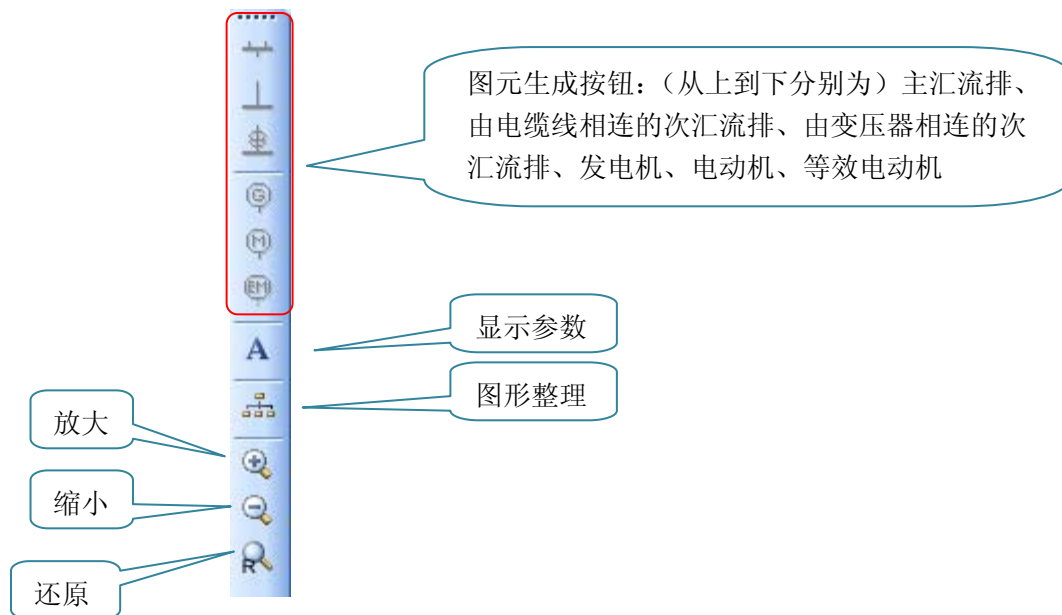 图元生成按钮：（从上到下分别为）主汇流排、
由电缆线相连的次汇流排、由变压器相连的次
汇流排、发电机、电动机、等效电动机
G
M
EM
显示参数
A
图形整理
放大
缩小
R
还原